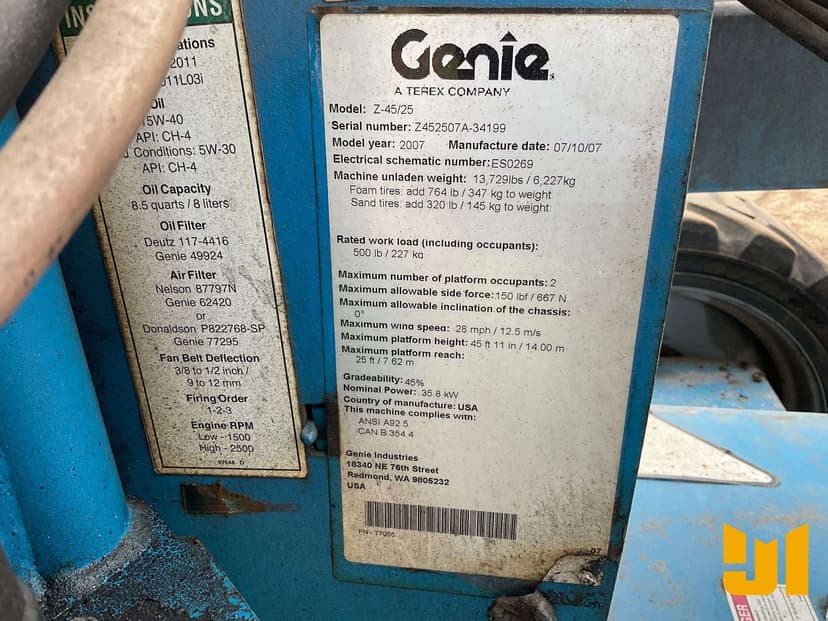 INS
ONS
ations
2011
011L03i
Oil
15W-40
API: CH-4
Conditions: 5W-30
API: CH-4
Oil Capacity
8.5 quarts / 8 liters
Oil Filter
Deutz 117-4416
Genie 49924
Air Filter
Nelson 87797N
Genie 62420
or
Donaldson P822768-SP
Genie 77295
Fan Belt Deflection
3/8 to 1/2 inch /
9 to 12 mm
Firing Order
1-2-3
Engine RPM
Low - 1500
High - 2500
Genie
A TEREX COMPANY
Model: Z-45/25
Serial number: Z452507A-34199
Model year: 2007 Manufacture date: 07/10/07
Electrical schematic number: ES0269
Machine unladen weight: 13,729lbs / 6,227kg
Foam tires: add 764 lb / 347 kg to weight
Sand tires: add 320 lb / 145 kg to weight
Rated work load (including occupants):
500 lb / 227 kg
Maximum number of platform occupants: 2
Maximum allowable side force: 150 lbf / 667 N
Maximum allowable inclination of the chassis:
0°
Maximum wind speed: 28 mph / 12.5 m/s
Maximum platform height: 45 ft 11 in / 14.00 m
Maximum platform reach:
25 ft / 7.62 m
Gradeability: 45%
Nominal Power: 35.8 kW
Country of manufacture: USA
This machine complies with:
ANSI A92.5
CAN B 354.4
Genie Industries
18340 NE 76th Street
Redmond, WA 9805232
USA
PN - 77055
07